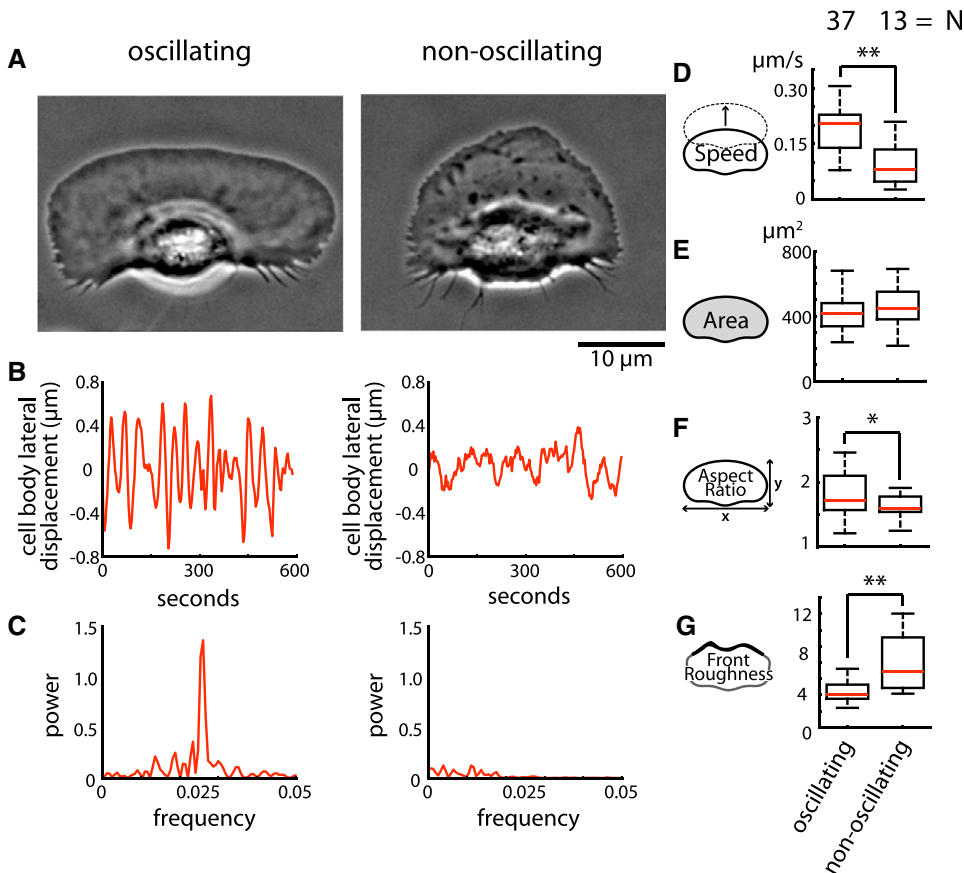 37 13 = N
oscillating
non-oscillating
A
10 µm
B
cell body lateral
displacement (µm)
0.8
0.4
0
-0.4
-0.8
0
300
600
seconds
cell body lateral
displacement (µm)
0.8
0.4
0
-0.4
-0.8
0
300
600
seconds
C
power
1.5
1.0
0.5
0
0
0.025
0.05
frequency
power
1.5
1.0
0.5
0
0
0.025
0.05
frequency
D
µm/s
**
Speed
0.30
0.15
0
E
µm²
Area
800
400
0
F
*
Aspect
Ratio
y
x
3
2
1
G
**
Front
Roughness
12
8
4
0
oscillating
non-oscillating